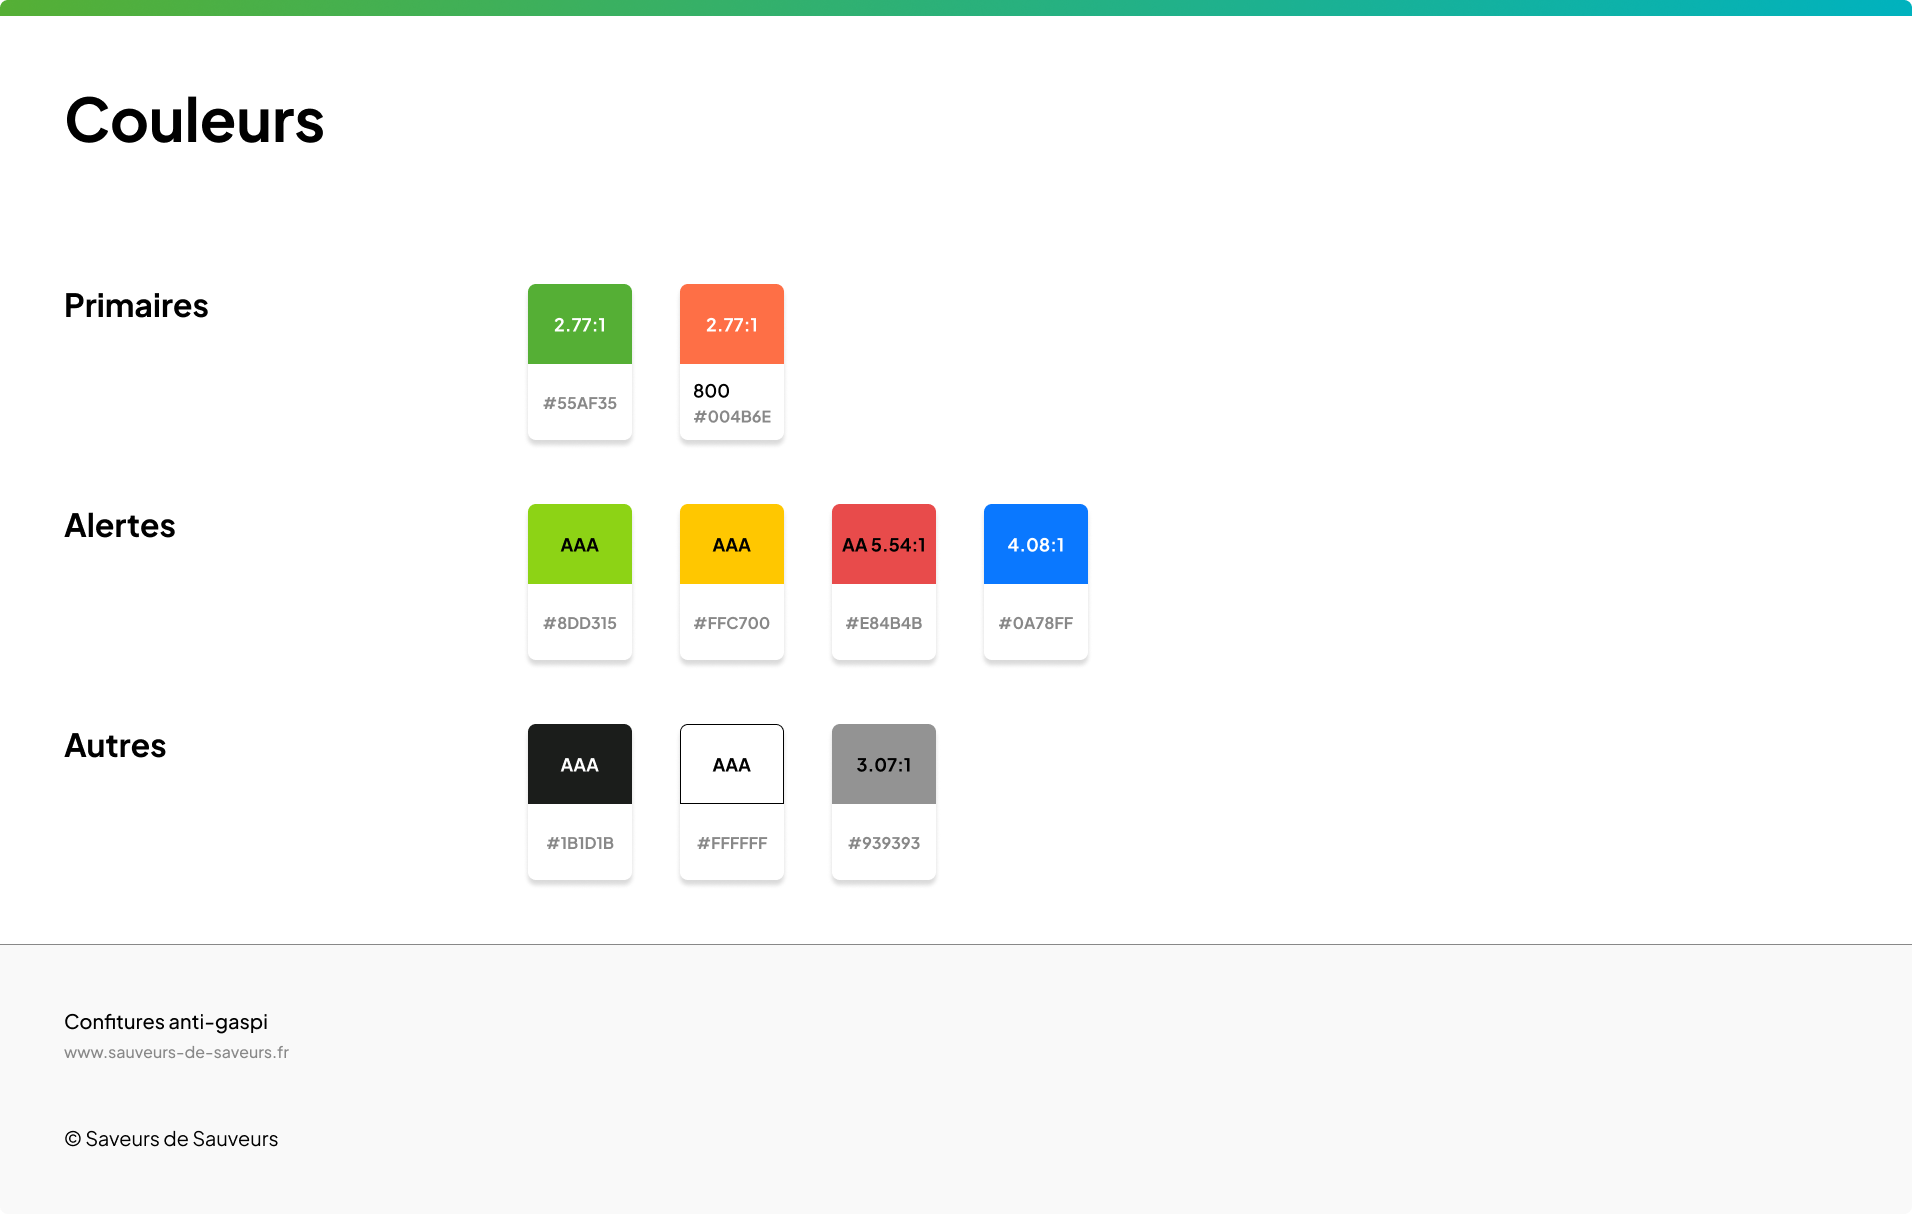 Couleurs
Primaires
2.77:1
2.77:1
#55AF35
800
#004B6E
Alertes
AAA
AAA
AA 5.54:1
4.08:1
#8DD315
#FFC700
#E84B4B
#0A78FF
Autres
AAA
AAA
3.07:1
#1B1D1B
#FFFFFF
#939393
Confitures anti-gaspi
www.sauveurs-de-saveurs.fr
© Saveurs de Sauveurs